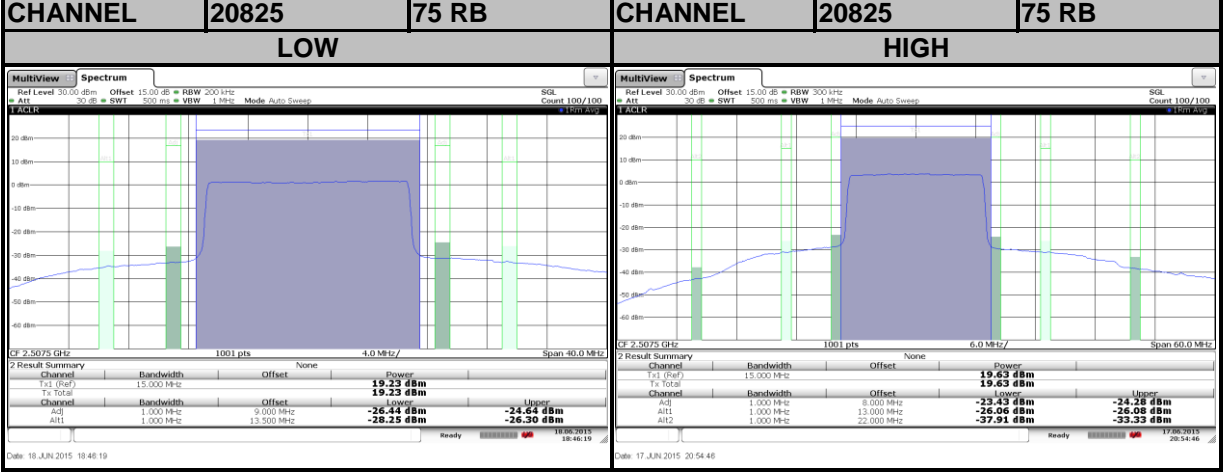 CHANNEL 20825 75 RB
LOW
MultiView Spectrum
Ref Level 30.00 dBm Offset 15.00 dB RBW 200 kHz SGL
Att 30 dB SWT 500 ms VBW 1 MHz Mode Auto Sweep Count 100/100
1 ACLR 1Rm Avg
20 dBm
10 dBm
0 dBm
-10 dBm
-20 dBm
-30 dBm
-40 dBm
-50 dBm
-60 dBm
CF 2.5075 GHz 1001 pts 4.0 MHz/ Span 40.0 MHz
2 Result Summary None
Channel Bandwidth Offset Power
Tx1 (Ref) 15.000 MHz 19.23 dBm
Tx Total 19.23 dBm
Channel Bandwidth Offset Lower Upper
Adj 1.000 MHz 9.000 MHz -26.44 dBm -24.64 dBm
Alt1 1.000 MHz 13.500 MHz -28.25 dBm -26.30 dBm
Ready 18.06.2015
18:46:19
Date: 18.JUN.2015 18:46:19
CHANNEL 20825 75 RB
HIGH
MultiView Spectrum
Ref Level 30.00 dBm Offset 15.00 dB RBW 300 kHz SGL
Att 30 dB SWT 500 ms VBW 1 MHz Mode Auto Sweep Count 100/100
1 ACLR 1Rm Avg
20 dBm
10 dBm
0 dBm
-10 dBm
-20 dBm
-30 dBm
-40 dBm
-50 dBm
-60 dBm
CF 2.5075 GHz 1001 pts 6.0 MHz/ Span 60.0 MHz
2 Result Summary None
Channel Bandwidth Offset Power
Tx1 (Ref) 15.000 MHz 19.63 dBm
Tx Total 19.63 dBm
Channel Bandwidth Offset Lower Upper
Adj 1.000 MHz 8.000 MHz -23.43 dBm -24.28 dBm
Alt1 1.000 MHz 13.000 MHz -26.06 dBm -26.08 dBm
Alt2 1.000 MHz 22.000 MHz -37.91 dBm -33.33 dBm
Ready 17.06.2015
20:54:46
Date: 17.JUN.2015 20:54:46